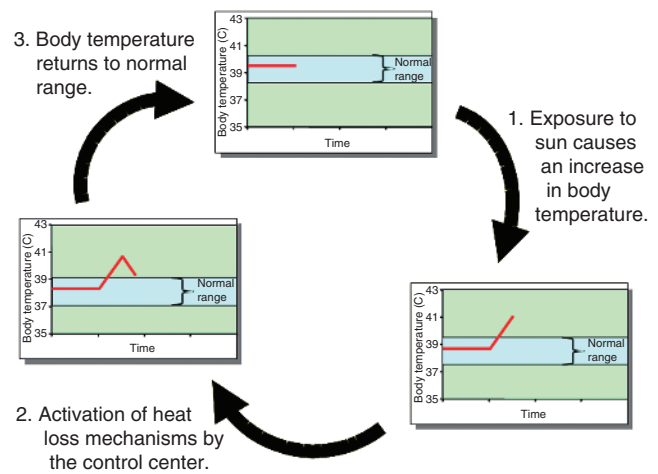 3. Body temperature
returns to normal
range.
Body temperature (C)
43
41
39
37
35
Normal
range
Time
1. Exposure to
sun causes
an increase
in body
temperature.
Body temperature (C)
43
41
39
37
35
Normal
range
Time
Body temperature (C)
43
41
39
37
35
Normal
range
Time
2. Activation of heat
loss mechanisms by
the control center.